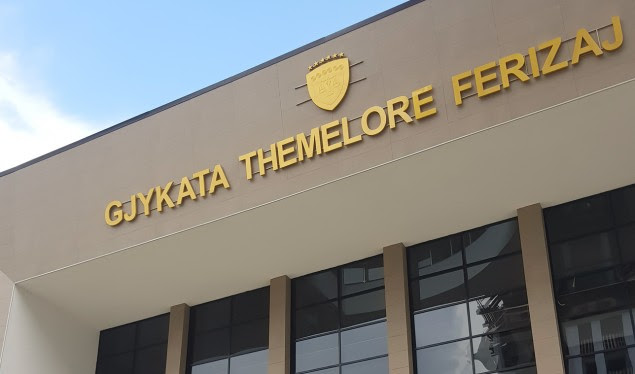 GJYKATA THEMELORE FERIZAJ